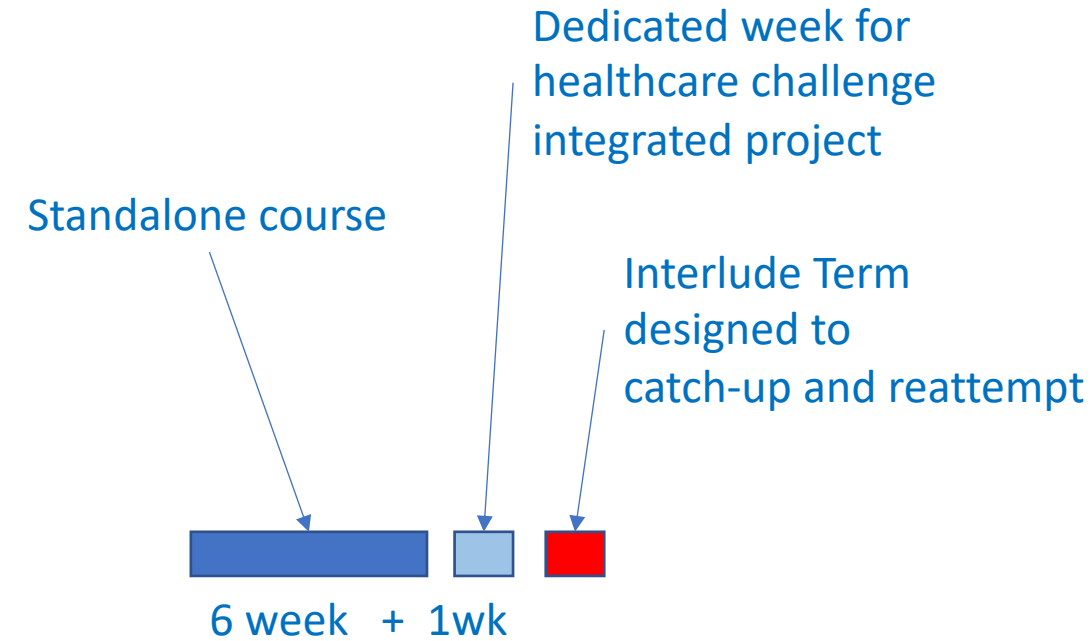 Dedicated week for
healthcare challenge
integrated project
Standalone course
Interlude Term
designed to
catch-up and reattempt
6 week + 1wk